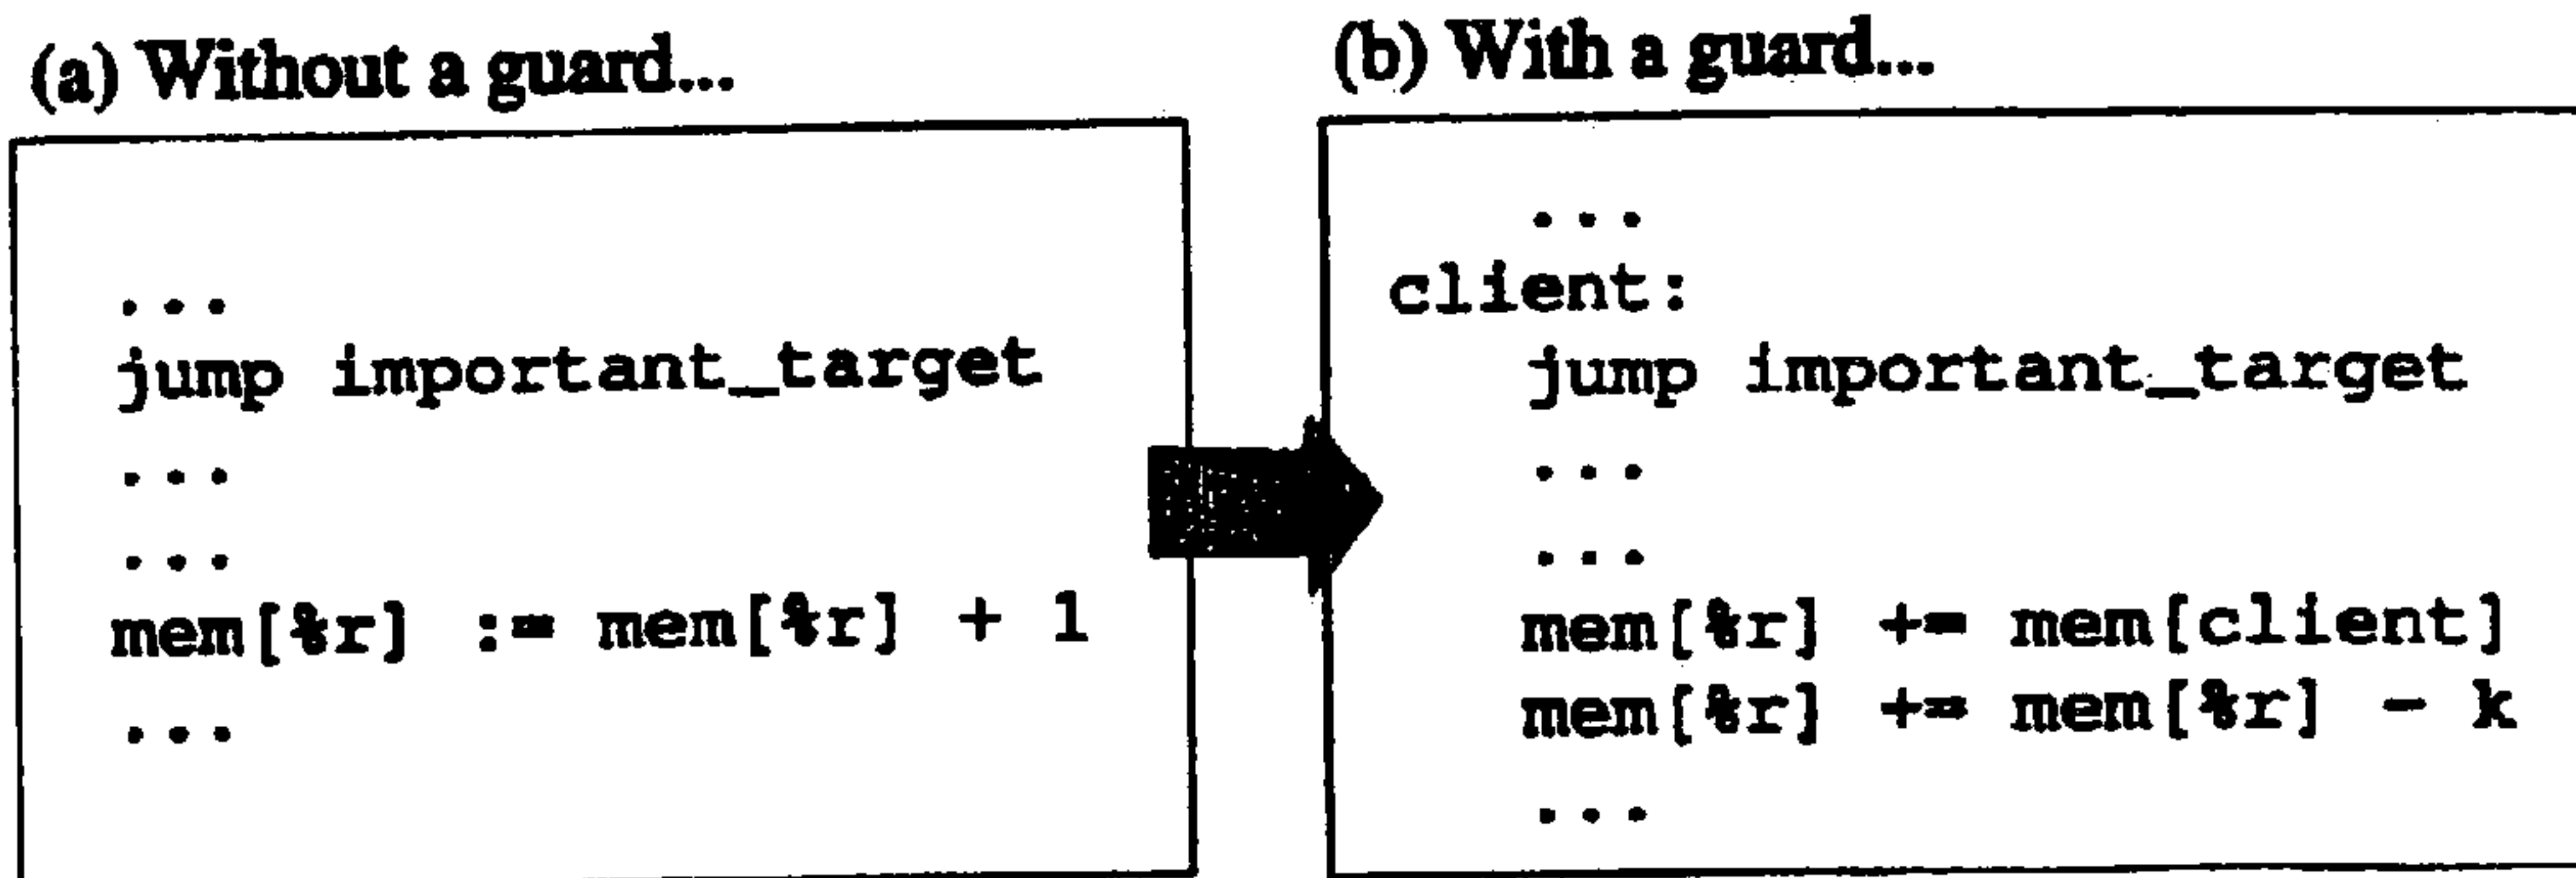 (a) Without a guard...
...
jump important_target
...
...
mem[%r] := mem[%r] + 1
...
(b) With a guard...
...
client:
jump important_target
...
...
mem[%r] += mem[client]
mem[%r] += mem[%r] - k
...